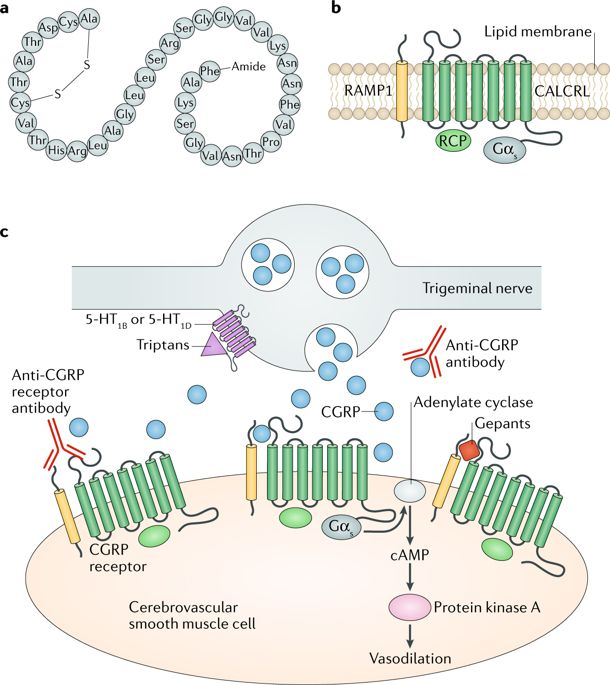 a
Ala
Cys
Asp
Thr
Ala
Thr
Cys
S
S
Val
Thr
His
Arg
Leu
Ala
Gly
Leu
Leu
Ser
Arg
Ser
Gly
Gly
Val
Val
Lys
Asn
Asn
Phe
Val
Pro
Thr
Asn
Val
Gly
Ser
Lys
Ala
Phe
Amide
b
Lipid membrane
RAMP1
CALCRL
RCP
Gαs
c
Trigeminal nerve
5-HT1B or 5-HT1D
Triptans
Anti-CGRP
antibody
Anti-CGRP
receptor
antibody
CGRP
Adenylate cyclase
Gepants
Gαs
CGRP
receptor
cAMP
Cerebrovascular
smooth muscle cell
Protein kinase A
Vasodilation